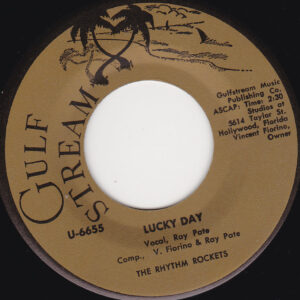 GULF
STREAM
Gulfstream Music
Publishing Co.
ASCAP: Time: 2:30
Studios at
5614 Taylor St.
Hollywood, Florida
Vincent Fiorino,
Owner
U-6655
LUCKY DAY
Vocal, Ray Pate
Comp., V. Fiorino & Ray Pate
THE RHYTHM ROCKETS